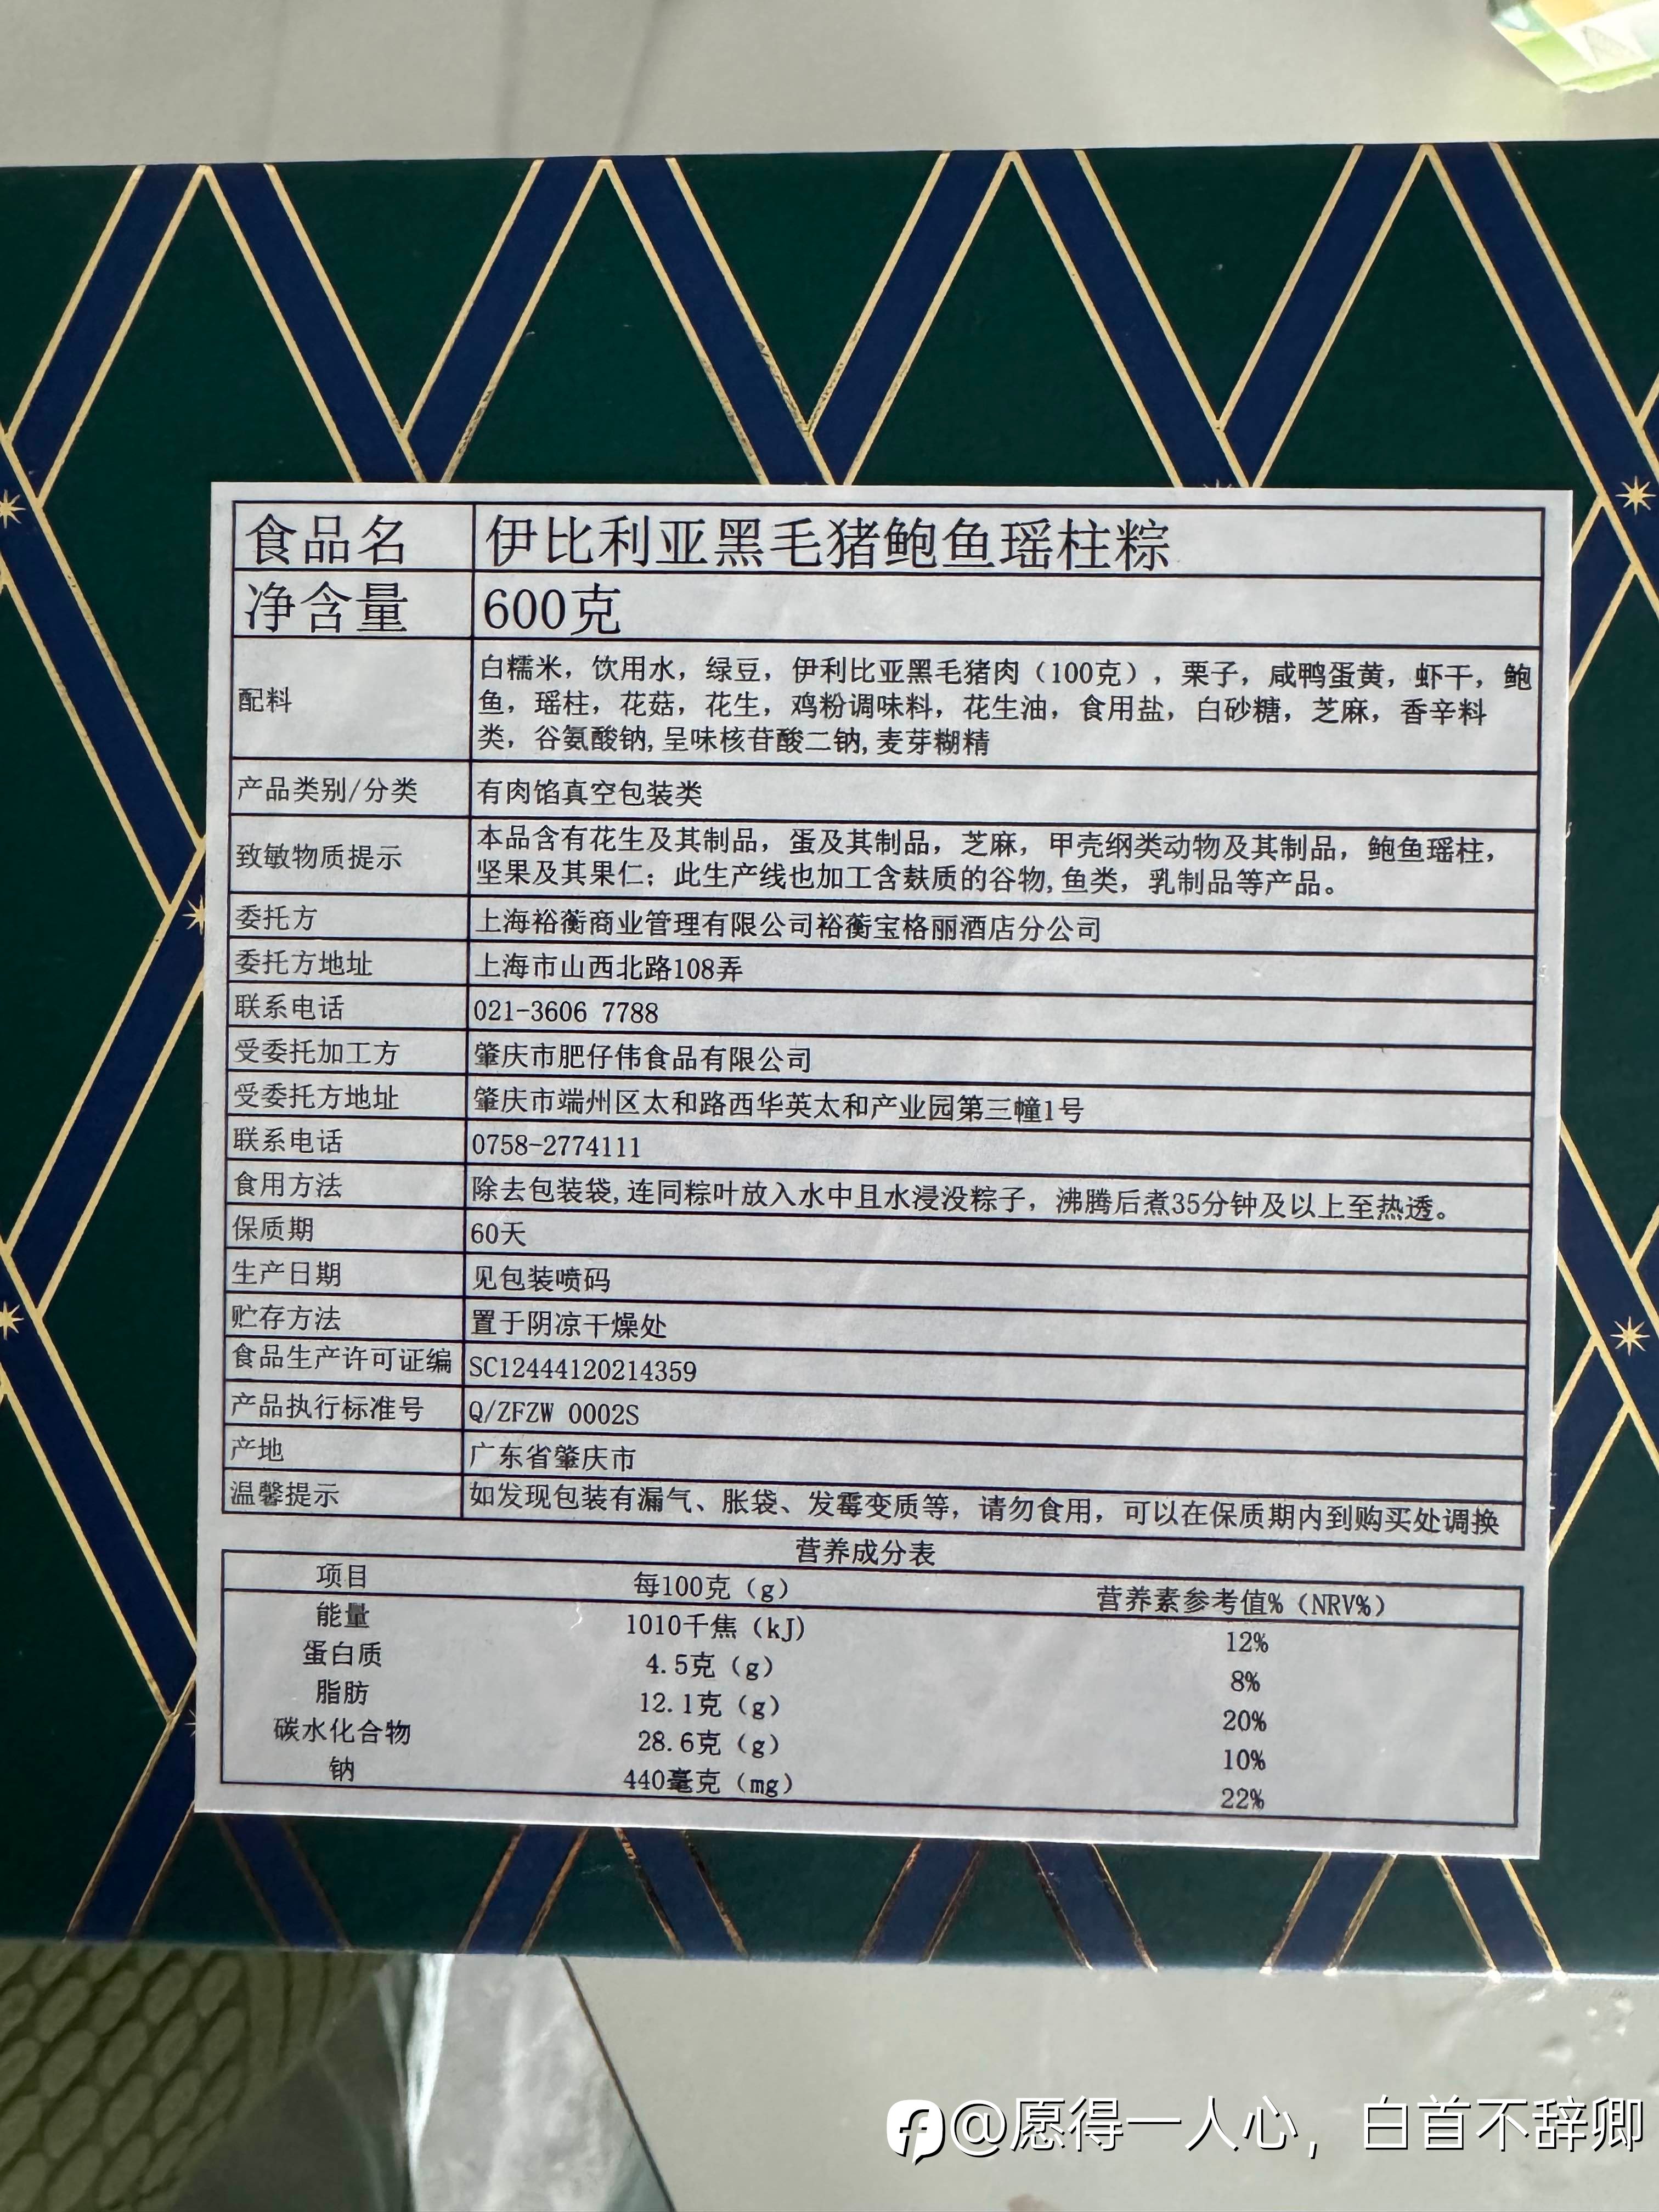 食品名 伊比利亚黑毛猪鲍鱼瑶柱粽
净含量 600克
配料 白糯米，饮用水，绿豆，伊利比亚黑毛猪肉（100克），栗子，咸鸭蛋黄，虾干，鲍
鱼，瑶柱，花菇，花生，鸡粉调味料，花生油，食用盐，白砂糖，芝麻，香辛料
类，谷氨酸钠,呈味核苷酸二钠,麦芽糊精
产品类别/分类 有肉馅真空包装类
致敏物质提示 本品含有花生及其制品，蛋及其制品，芝麻，甲壳纲类动物及其制品，鲍鱼瑶柱，
坚果及其果仁；此生产线也加工含麸质的谷物,鱼类，乳制品等产品。
委托方 上海裕蘅商业管理有限公司裕蘅宝格丽酒店分公司
委托方地址 上海市山西北路108弄
联系电话 021-3606 7788
受委托加工方 肇庆市肥仔伟食品有限公司
受委托方地址 肇庆市端州区太和路西华英太和产业园第三幢1号
联系电话 0758-2774111
食用方法 除去包装袋,连同粽叶放入水中且水浸没粽子，沸腾后煮35分钟及以上至热透。
保质期 60天
生产日期 见包装喷码
贮存方法 置于阴凉干燥处
食品生产许可证编 SC12444120214359
产品执行标准号 Q/ZFZW 0002S
产地 广东省肇庆市
温馨提示 如发现包装有漏气、胀袋、发霉变质等，请勿食用，可以在保质期内到购买处调换
营养成分表
项目 每100克（g） 营养素参考值%（NRV%）
能量 1010千焦（kJ） 12%
蛋白质 4.5克（g） 8%
脂肪 12.1克（g） 20%
碳水化合物 28.6克（g） 10%
钠 440毫克（mg） 22%
@愿得一人心，白首不辞卿